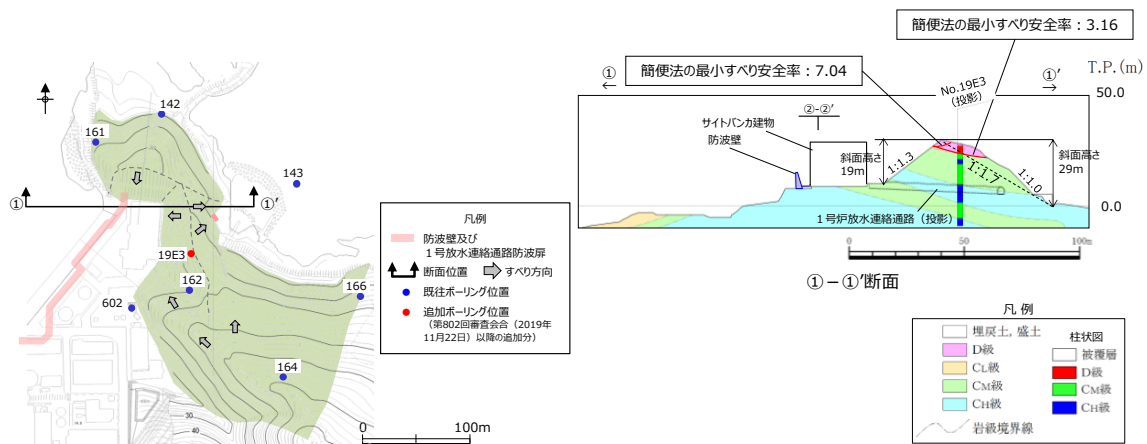 142
161
143
①
①’
19E3
162
602
166
164
40
30
100m
凡例
防波壁及び
１号放水連絡通路防波扉
断面位置
すべり方向
既往ボーリング位置
追加ボーリング位置
（第802回審査会合（2019年
11月22日）以降の追加分）
簡便法の最小すべり安全率：3.16
簡便法の最小すべり安全率：7.04
T.P.(m)
①
No.19E3
(投影)
①’
50.0
②-②’
サイトバンカ建物
防波壁
斜面高さ
19m
1:1.3
1:1.7
1:1.0
斜面高さ
29m
0.0
１号炉放水連絡通路（投影）
0
50
100m
①－①’断面
凡 例
埋戻土，盛土
D級
CL級
CM級
CH級
岩級境界線
柱状図
被覆層
D級
CM級
CH級